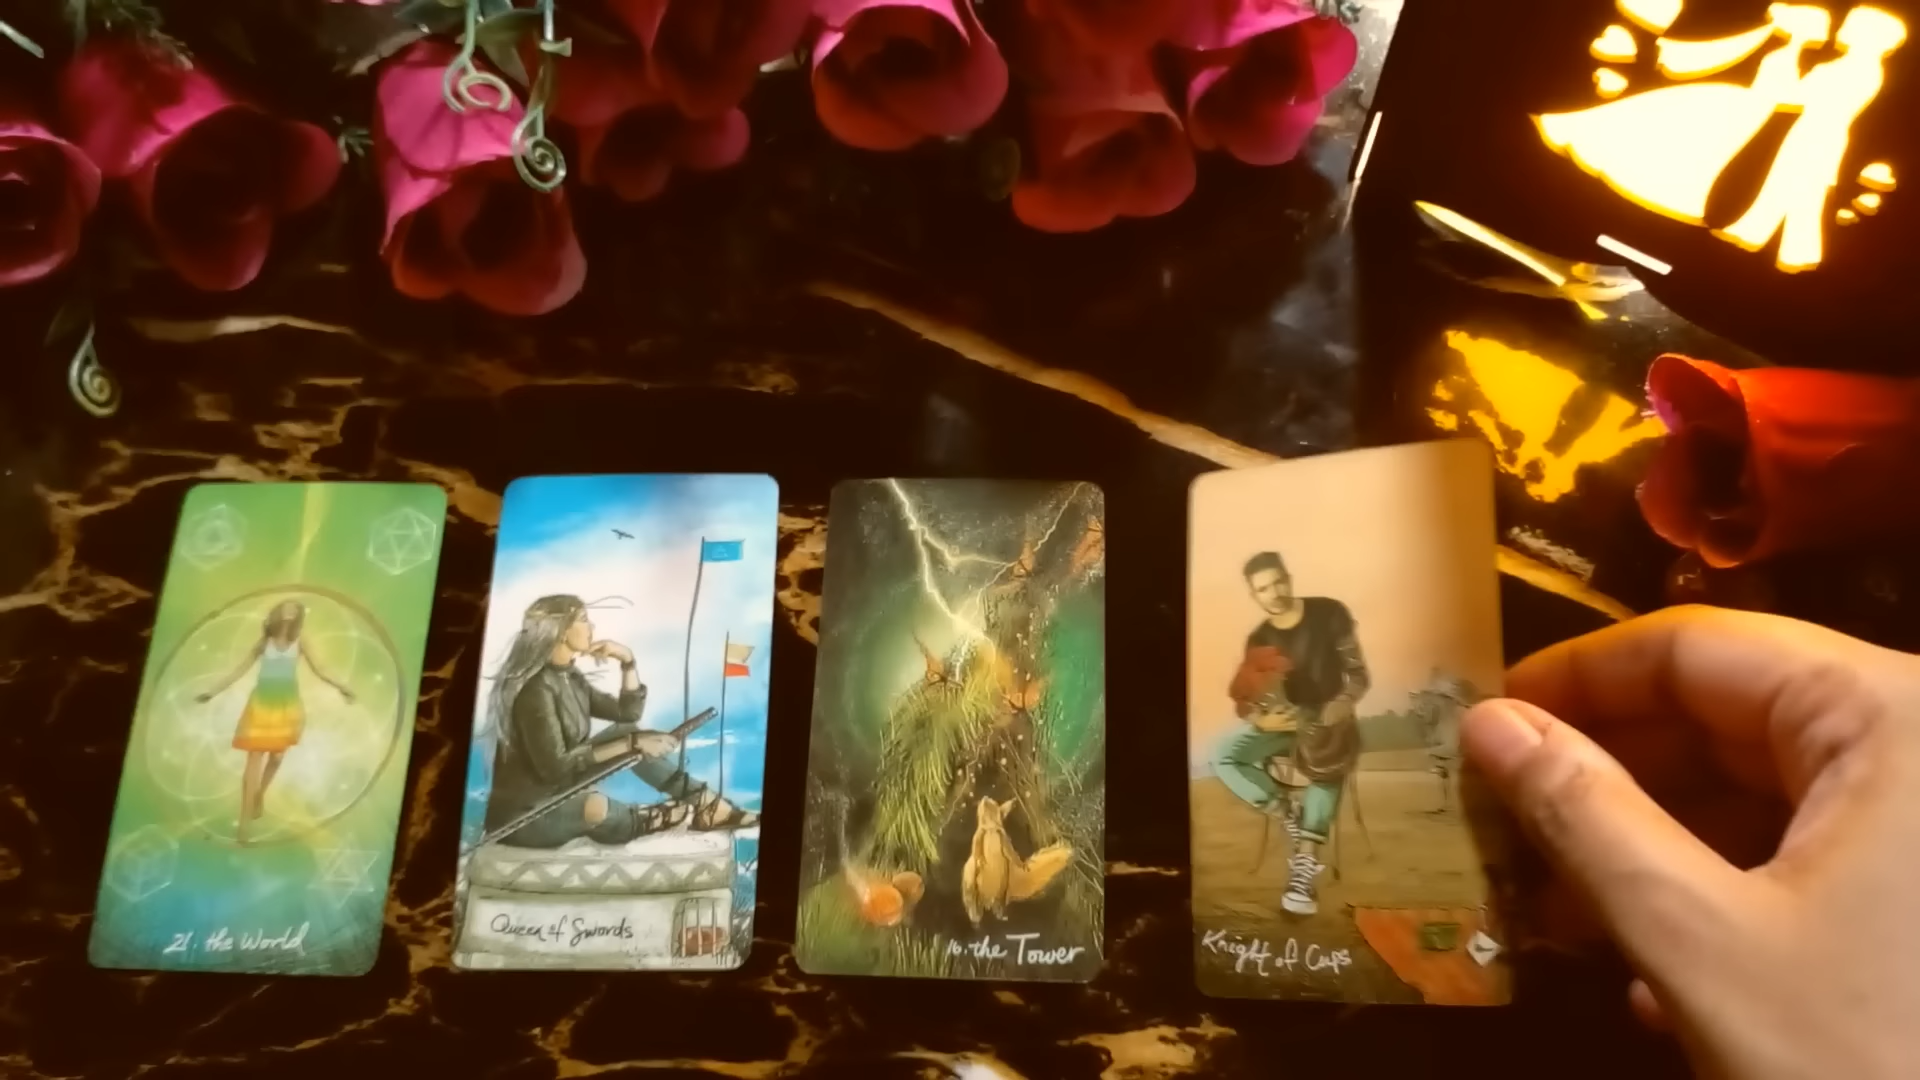 21. the World
Queen of Swords
16. the Tower
Knight of Cups